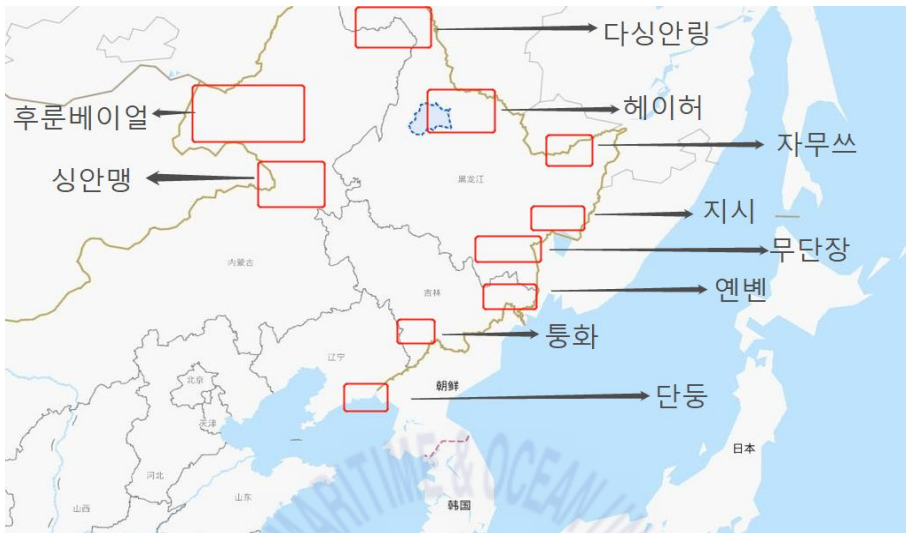 다싱안링
후룬베이얼
헤이허
자무쓰
싱안맹
黑龙江
지시
무단장
内蒙古
옌볜
吉林
통화
辽宁
北京
朝鲜
단둥
天津
日本
河北
山西
山东
韩国
MARITIME & OCEAN